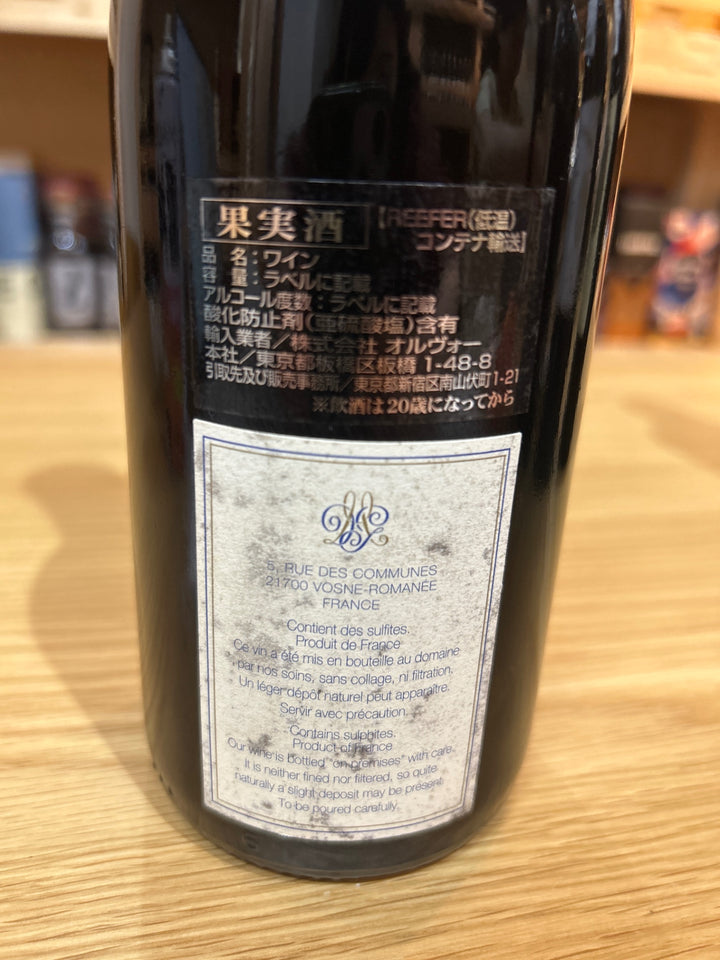 果実酒
【REEFER(低温)
コンテナ輸送】
品 名：ワイン
容 量：ラベルに記載
アルコール度数：ラベルに記載
酸化防止剤(亜硫酸塩)含有
輸入業者／株式会社 オルヴォー
本社／東京都板橋区板橋 1-48-8
引取先及び販売事務所／東京都新宿区南山伏町1-21
※飲酒は20歳になってから
5, RUE DES COMMUNES
21700 VOSNE-ROMANÉE
FRANCE
Contient des sulfites.
Produit de France
Ce vin a été mis en bouteille au domaine
par nos soins, sans collage, ni filtration.
Un léger dépôt naturel peut apparaître.
Servir avec précaution.
Contains sulphites.
Product of France
Our wine is bottled "on premises" with care.
It is neither fined nor filtered, so quite
naturally a slight deposit may be present.
To be poured carefully.